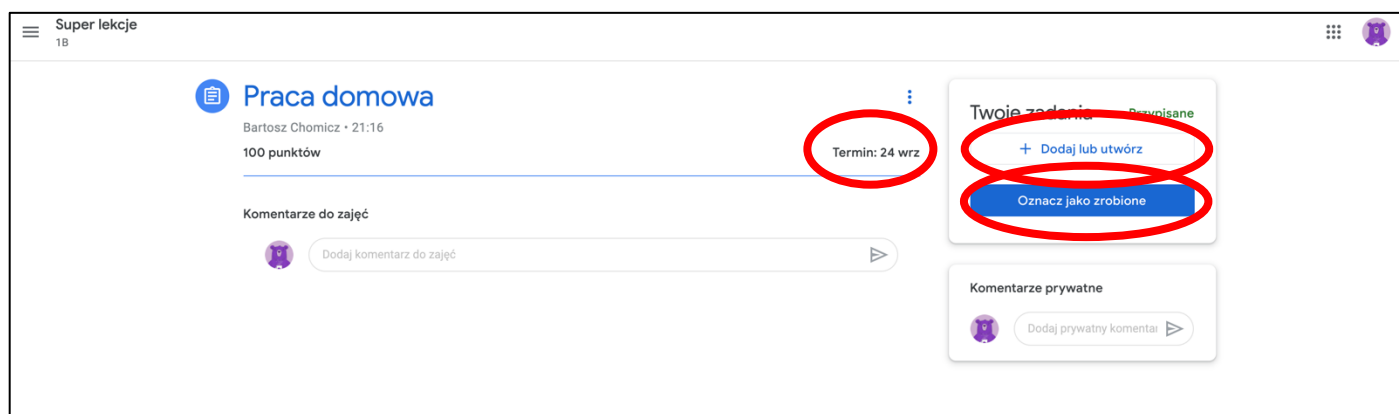 Super lekcje
1B
Praca domowa
Bartosz Chomicz • 21:16
100 punktów
Termin: 24 wrz
Komentarze do zajęć
Dodaj komentarz do zajęć
Twoje zadania
Przypisane
+ Dodaj lub utwórz
Oznacz jako zrobione
Komentarze prywatne
Dodaj prywatny komentar